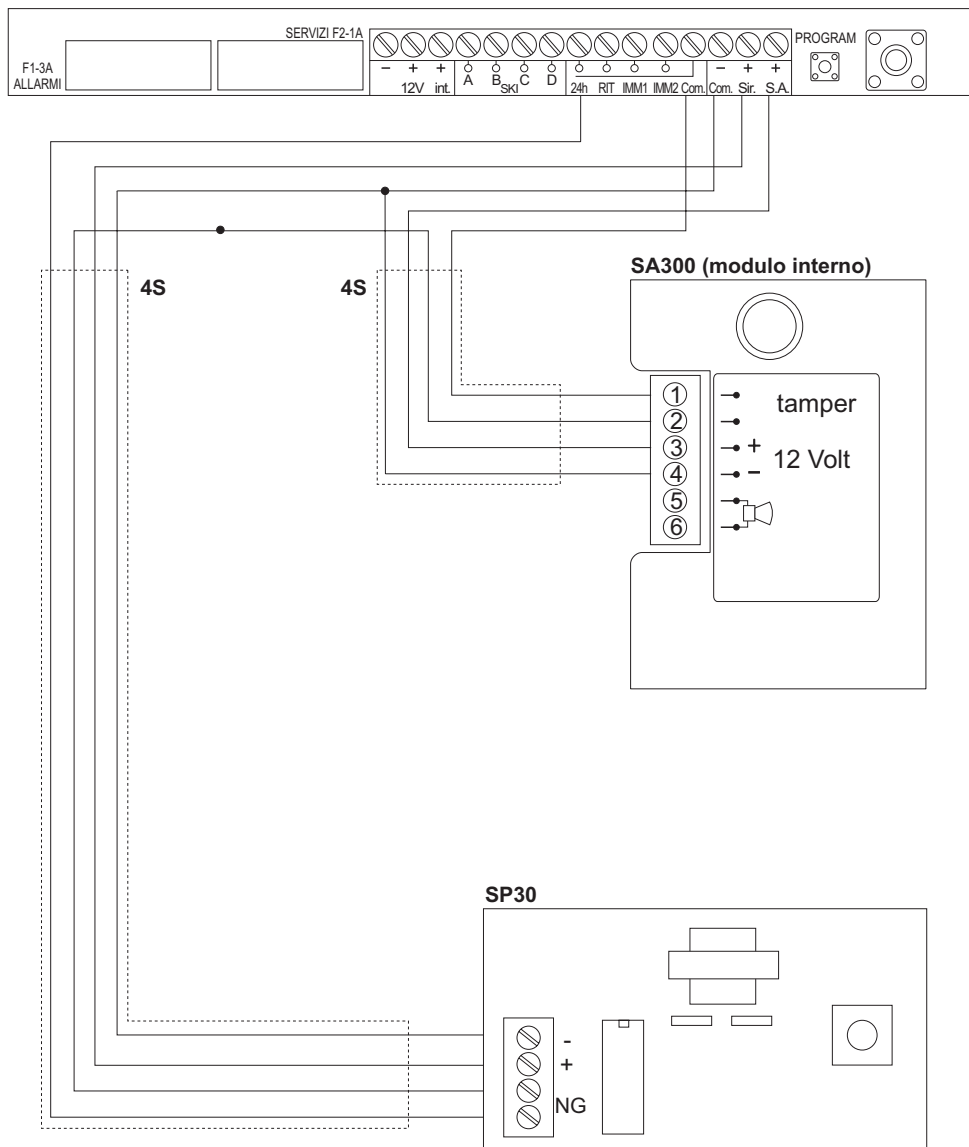 SERVIZI F2-1A
PROGRAM
F1-3A
ALLARMI
− + + A B C D
12V int. SKI 24h RIT IMM1 IMM2 Com. Com. Sir. S.A.
− + +
4S
4S
SA300 (modulo interno)
1 tamper
2
3 + 12 Volt
4 −
5
6
SP30
-
+
NG